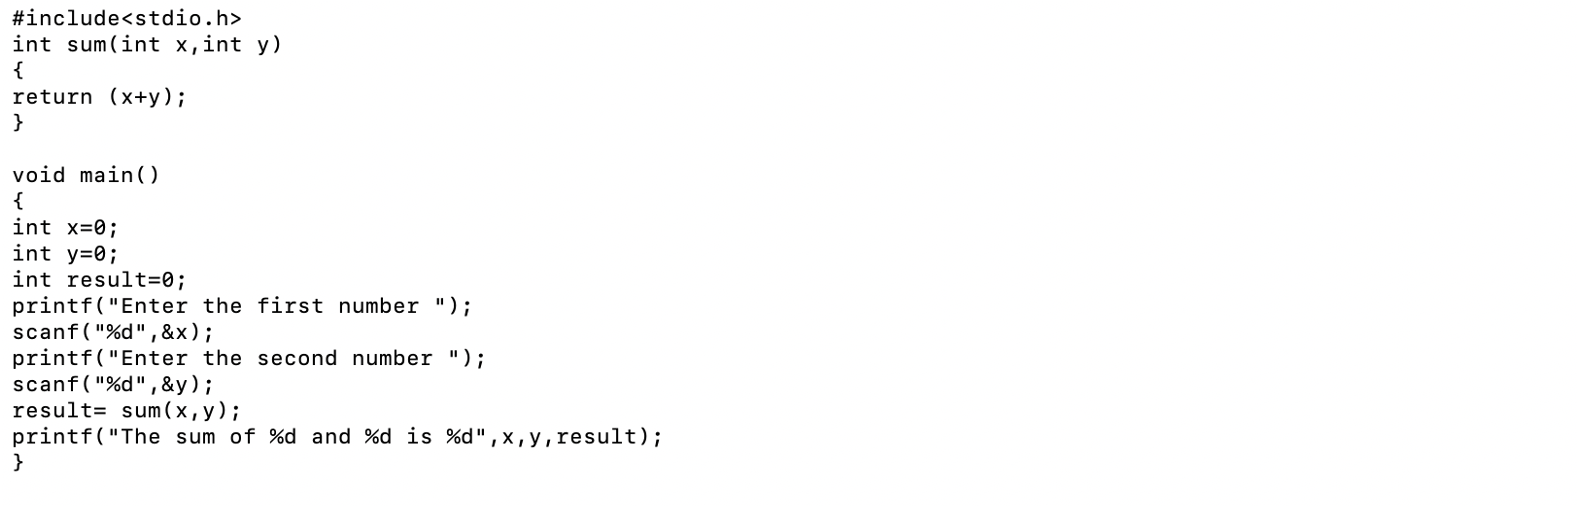 #include<stdio.h>
int sum(int x,int y)
{
return (x+y);
}

void main()
{
int x=0;
int y=0;
int result=0;
printf("Enter the first number ");
scanf("%d",&x);
printf("Enter the second number ");
scanf("%d",&y);
result= sum(x,y);
printf("The sum of %d and %d is %d",x,y,result);
}